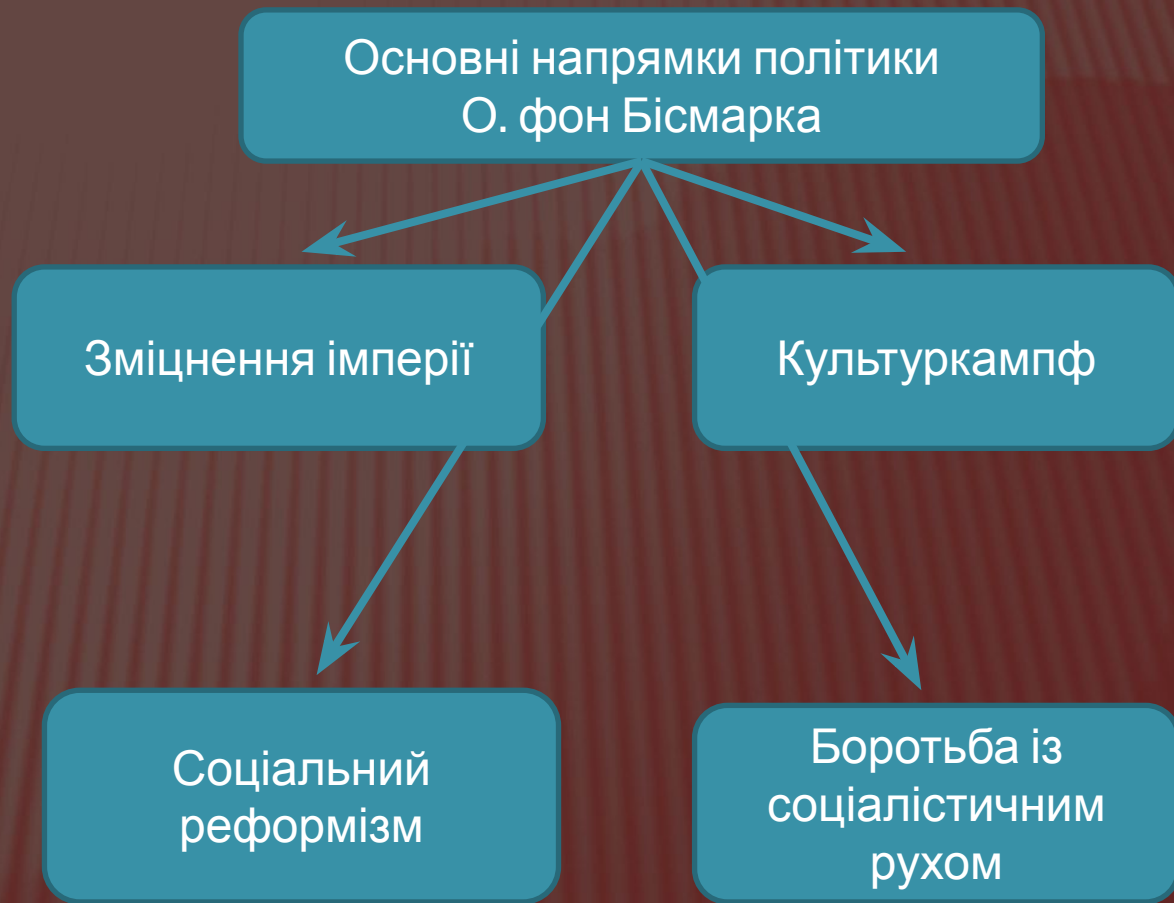 Основні напрямки політики
О. фон Бісмарка
Зміцнення імперії
Культуркампф
Соціальний
реформізм
Боротьба із
соціалістичним
рухом